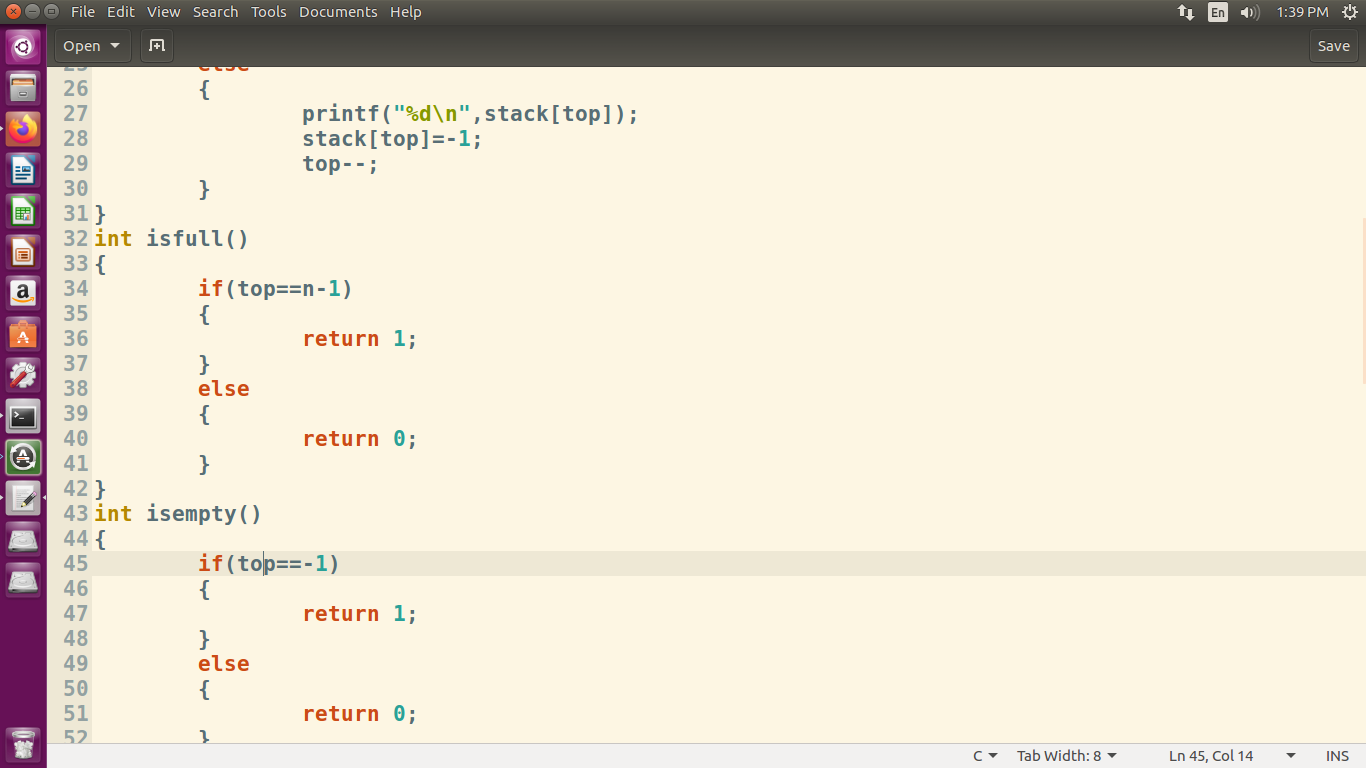 File Edit View Search Tools Documents Help En 1:39 PM
Open Save
25 else
26 {
27 printf("%d\n",stack[top]);
28 stack[top]=-1;
29 top--;
30 }
31 }
32 int isfull()
33 {
34 if(top==n-1)
35 {
36 return 1;
37 }
38 else
39 {
40 return 0;
41 }
42 }
43 int isempty()
44 {
45 if(top==-1)
46 {
47 return 1;
48 }
49 else
50 {
51 return 0;
52 }
C Tab Width: 8 Ln 45, Col 14 INS